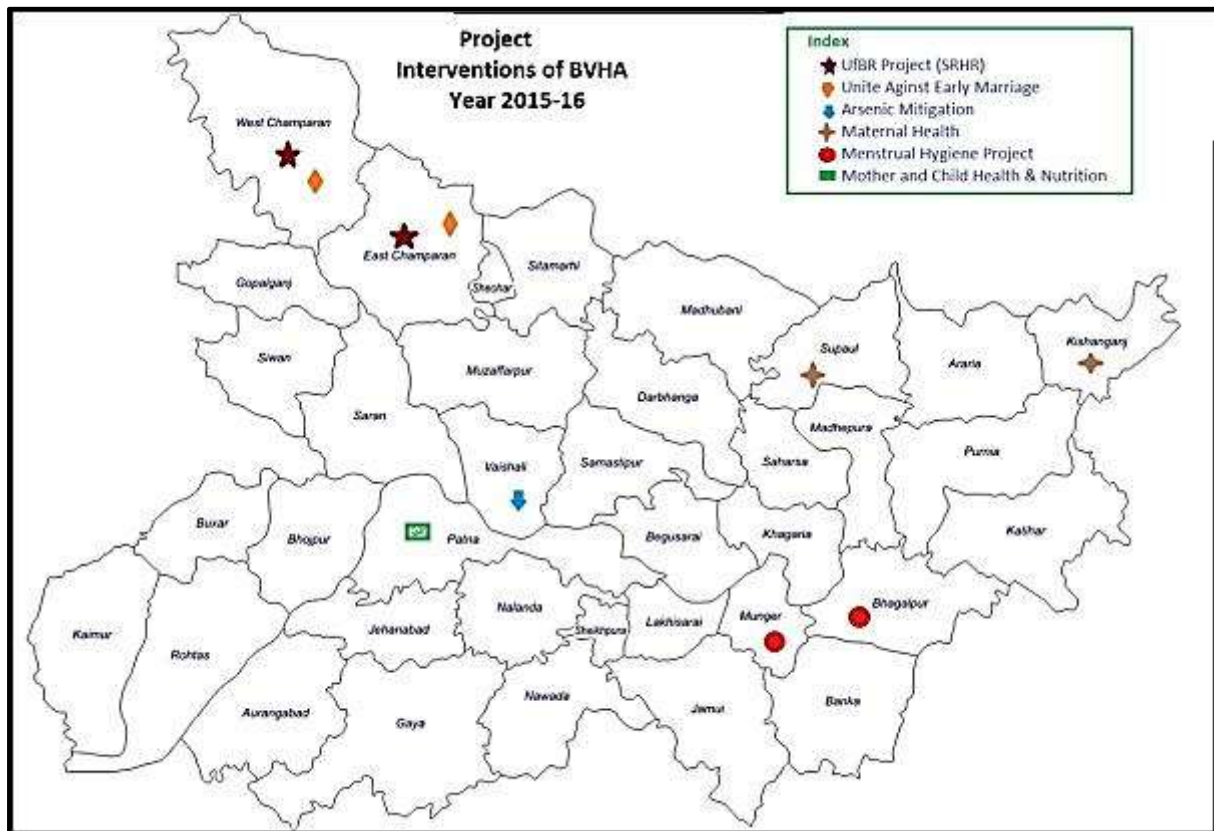 Project
Interventions of BVHA
Year 2015-16
Index
UfBR Project (SRHR)
Unite Aginst Early Marriage
Arsenic Mitigation
Maternal Health
Menstrual Hygiene Project
Mother and Child Health & Nutrition
West Champaran
East Champaran
Sheohar
Sitamarhi
Gopalganj
Madhubani
Siwan
Muzaffarpur
Supaul
Araria
Kishanganj
Saran
Darbhanga
Madhepura
Vaishali
Samastipur
Saharsa
Purnia
Buxar
Bhojpur
Patna
Begusarai
Khagaria
Katihar
Kaimur
Rohtas
Jehanabad
Nalanda
Sheikhpura
Lakhisarai
Munger
Bhagalpur
Aurangabad
Gaya
Nawada
Jamui
Banka